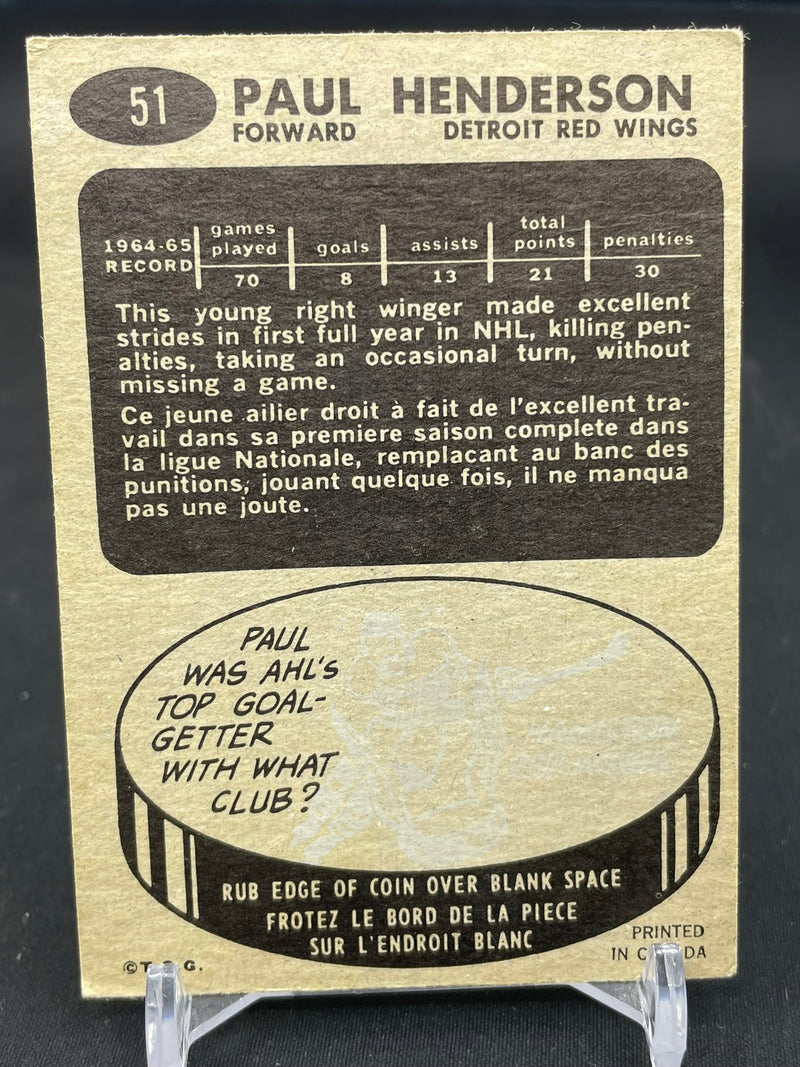 51 PAUL HENDERSON
FORWARD DETROIT RED WINGS
1964-65 RECORD games played goals assists total points penalties
70 8 13 21 30
This young right winger made excellent
strides in first full year in NHL, killing pen-
alties, taking an occasional turn, without
missing a game.
Ce jeune ailier droit à fait de l'excellent tra-
vail dans sa premiere saison complete dans
la ligue Nationale, remplacant au banc des
punitions, jouant quelque fois, il ne manqua
pas une joute.
PAUL
WAS AHL'S
TOP GOAL-
GETTER
WITH WHAT
CLUB?
RUB EDGE OF COIN OVER BLANK SPACE
FROTEZ LE BORD DE LA PIECE
SUR L'ENDROIT BLANC
PRINTED
IN
©